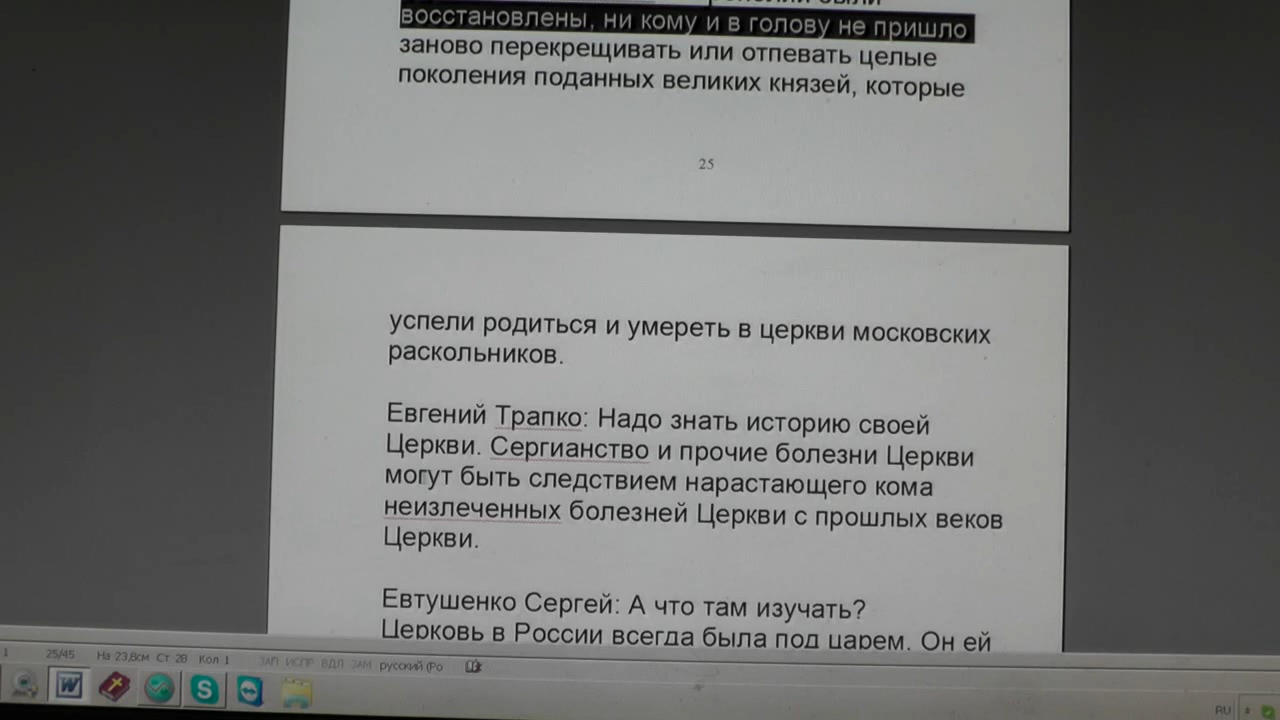 были
восстановлены, ни кому и в голову не пришло
заново перекрещивать или отпевать целые
поколения поданных великих князей, которые
25
успели родиться и умереть в церкви московских
раскольников.
Евгений Трапко: Надо знать историю своей
Церкви. Сергианство и прочие болезни Церкви
могут быть следствием нарастающего кома
неизлеченных болезней Церкви с прошлых веков
Церкви.
Евтушенко Сергей: А что там изучать?
Церковь в России всегда была под царем. Он ей
1 25/45 На 23,8см Ст 28 Кол 1 ЗАП ИСПР ВДЛ ЗАМ русский (Ро
W S RU